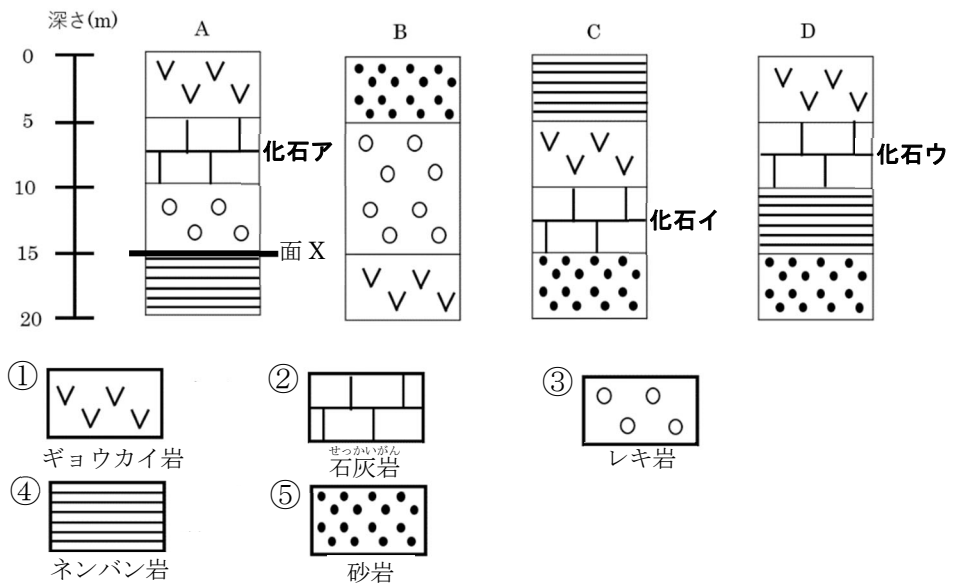 深さ(m)
A
B
C
D
0
5
10
15
20
化石ア
面X
化石イ
化石ウ
①
ギョウカイ岩
②
せっかいがん
石灰岩
③
レキ岩
④
ネンバン岩
⑤
砂岩